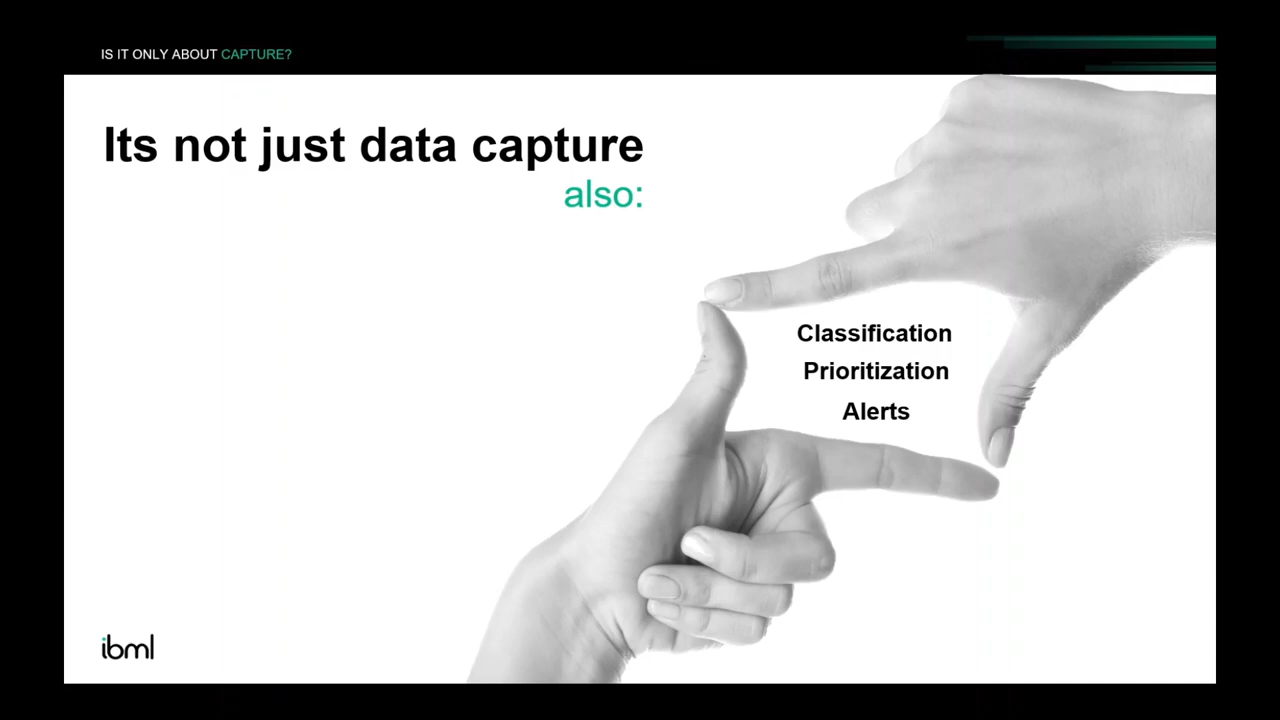 IS IT ONLY ABOUT CAPTURE?
Its not just data capture
also:
Classification
Prioritization
Alerts
ibml